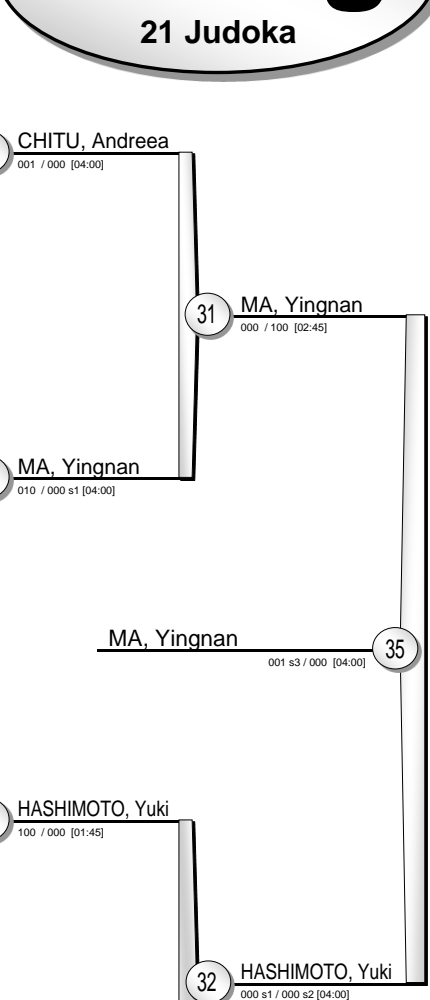 21 Judoka
CHITU, Andreea
001 / 000 [04:00]
31
MA, Yingnan
000 / 100 [02:45]
MA, Yingnan
010 / 000 s1 [04:00]
MA, Yingnan
35
001 s3 / 000 [04:00]
HASHIMOTO, Yuki
100 / 000 [01:45]
32
HASHIMOTO, Yuki
000 s1 / 000 s2 [04:00]